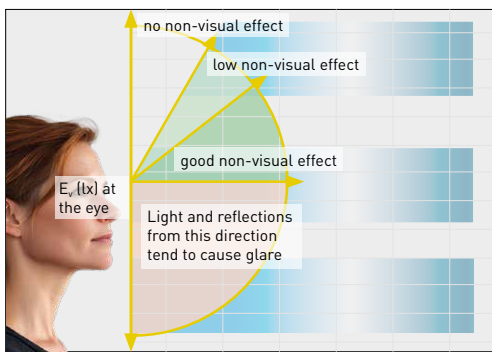 no non-visual effect
low non-visual effect
good non-visual effect
Eᵥ (lx) at
the eye
Light and reflections
from this direction
tend to cause glare